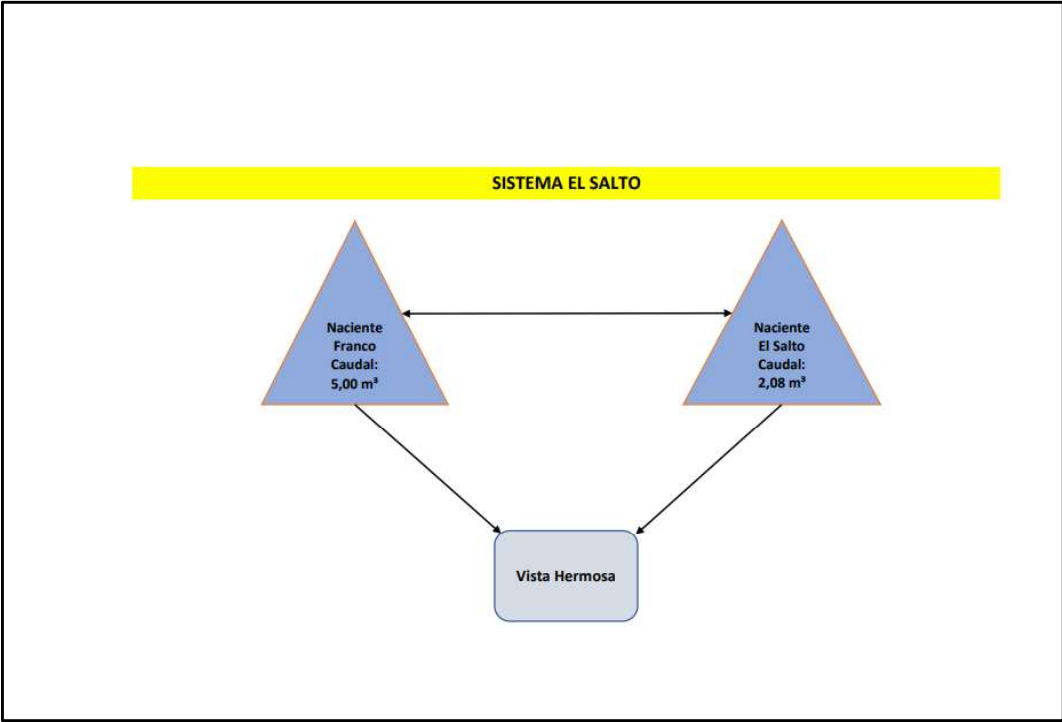 SISTEMA EL SALTO
Naciente
Franco
Caudal:
5,00 m³
Naciente
El Salto
Caudal:
2,08 m³
Vista Hermosa